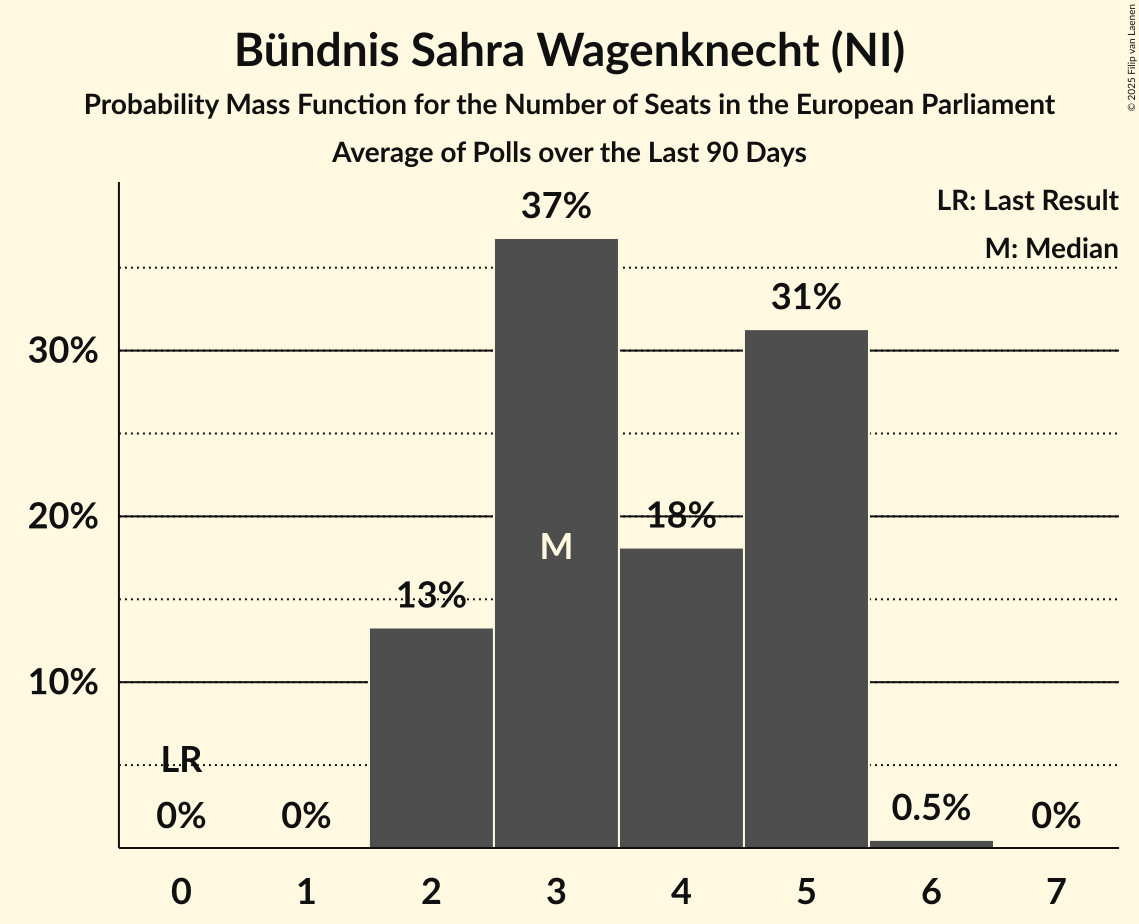 Bündnis Sahra Wagenknecht (NI)
Probability Mass Function for the Number of Seats in the European Parliament
Average of Polls over the Last 90 Days
© 2025 Filip van Laenen
LR: Last Result
M: Median
37%
31%
30%
18%
20%
M
13%
10%
LR
0%
0%
0.5%
0%
0
1
2
3
4
5
6
7